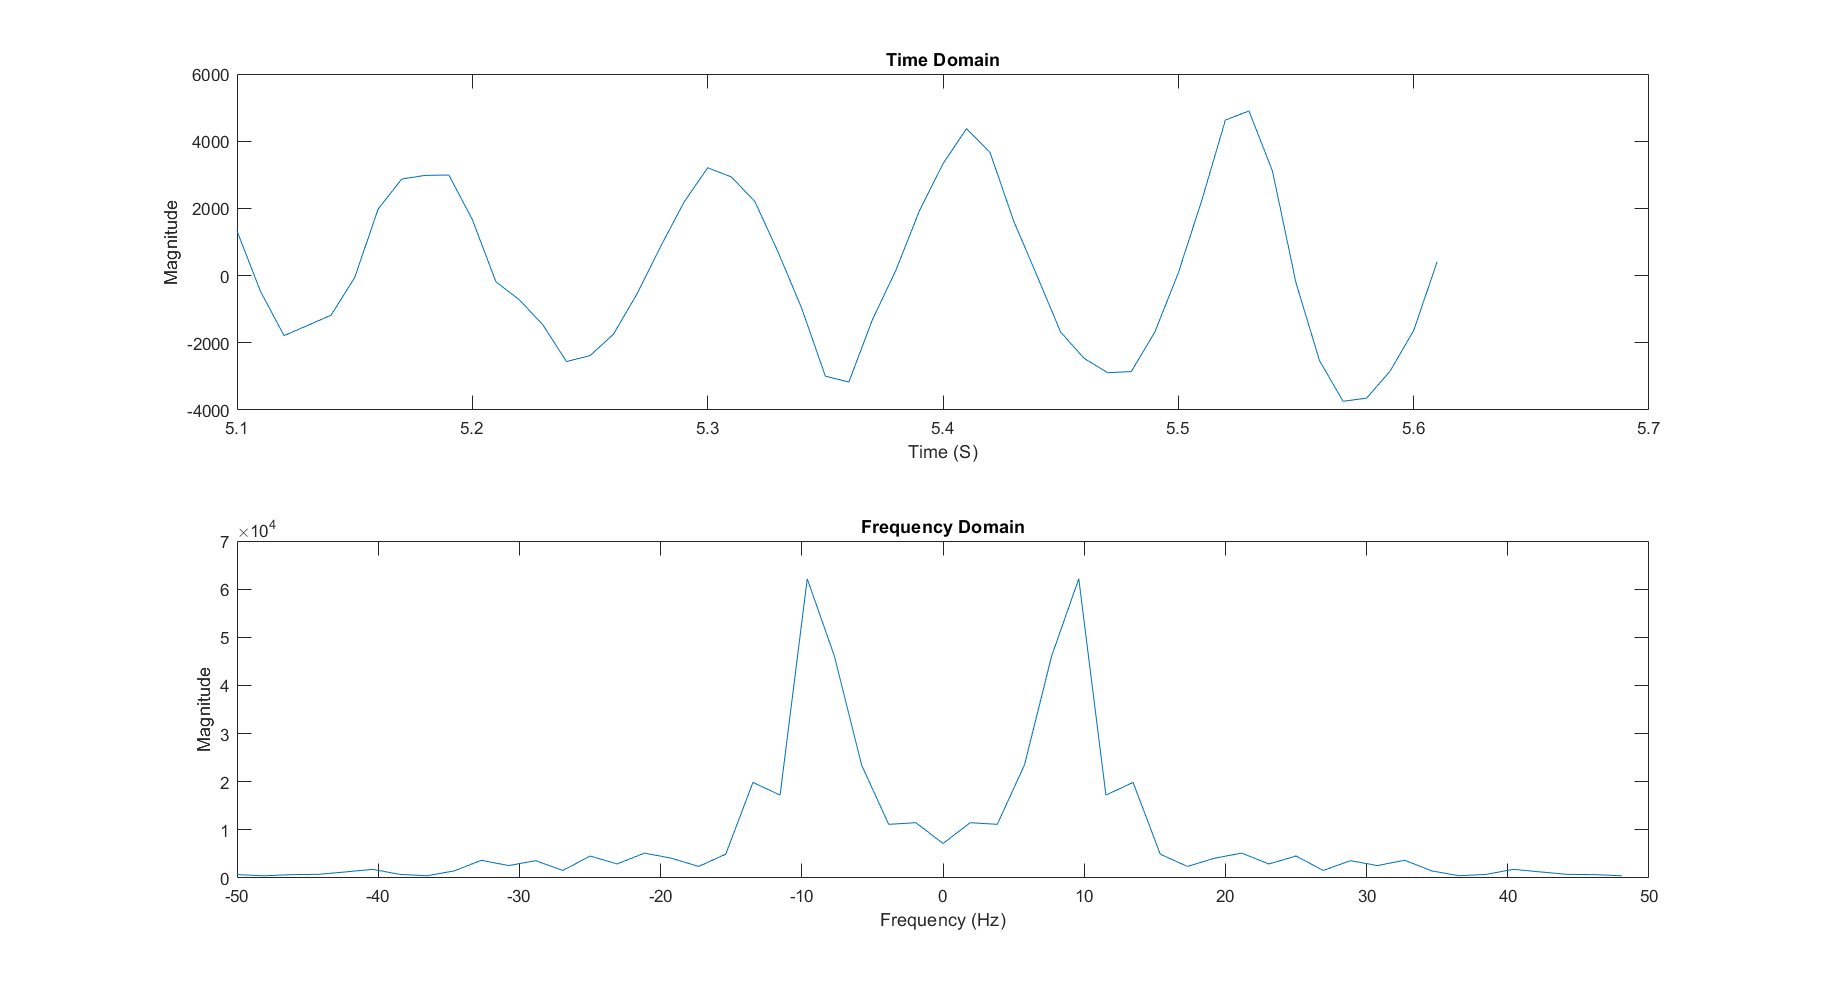 Time Domain
6000
4000
2000
0
-2000
-4000
Magnitude
5.1 5.2 5.3 5.4 5.5 5.6 5.7
Time (S)
Frequency Domain
×10⁴
7
6
5
4
3
2
1
0
Magnitude
-50 -40 -30 -20 -10 0 10 20 30 40 50
Frequency (Hz)